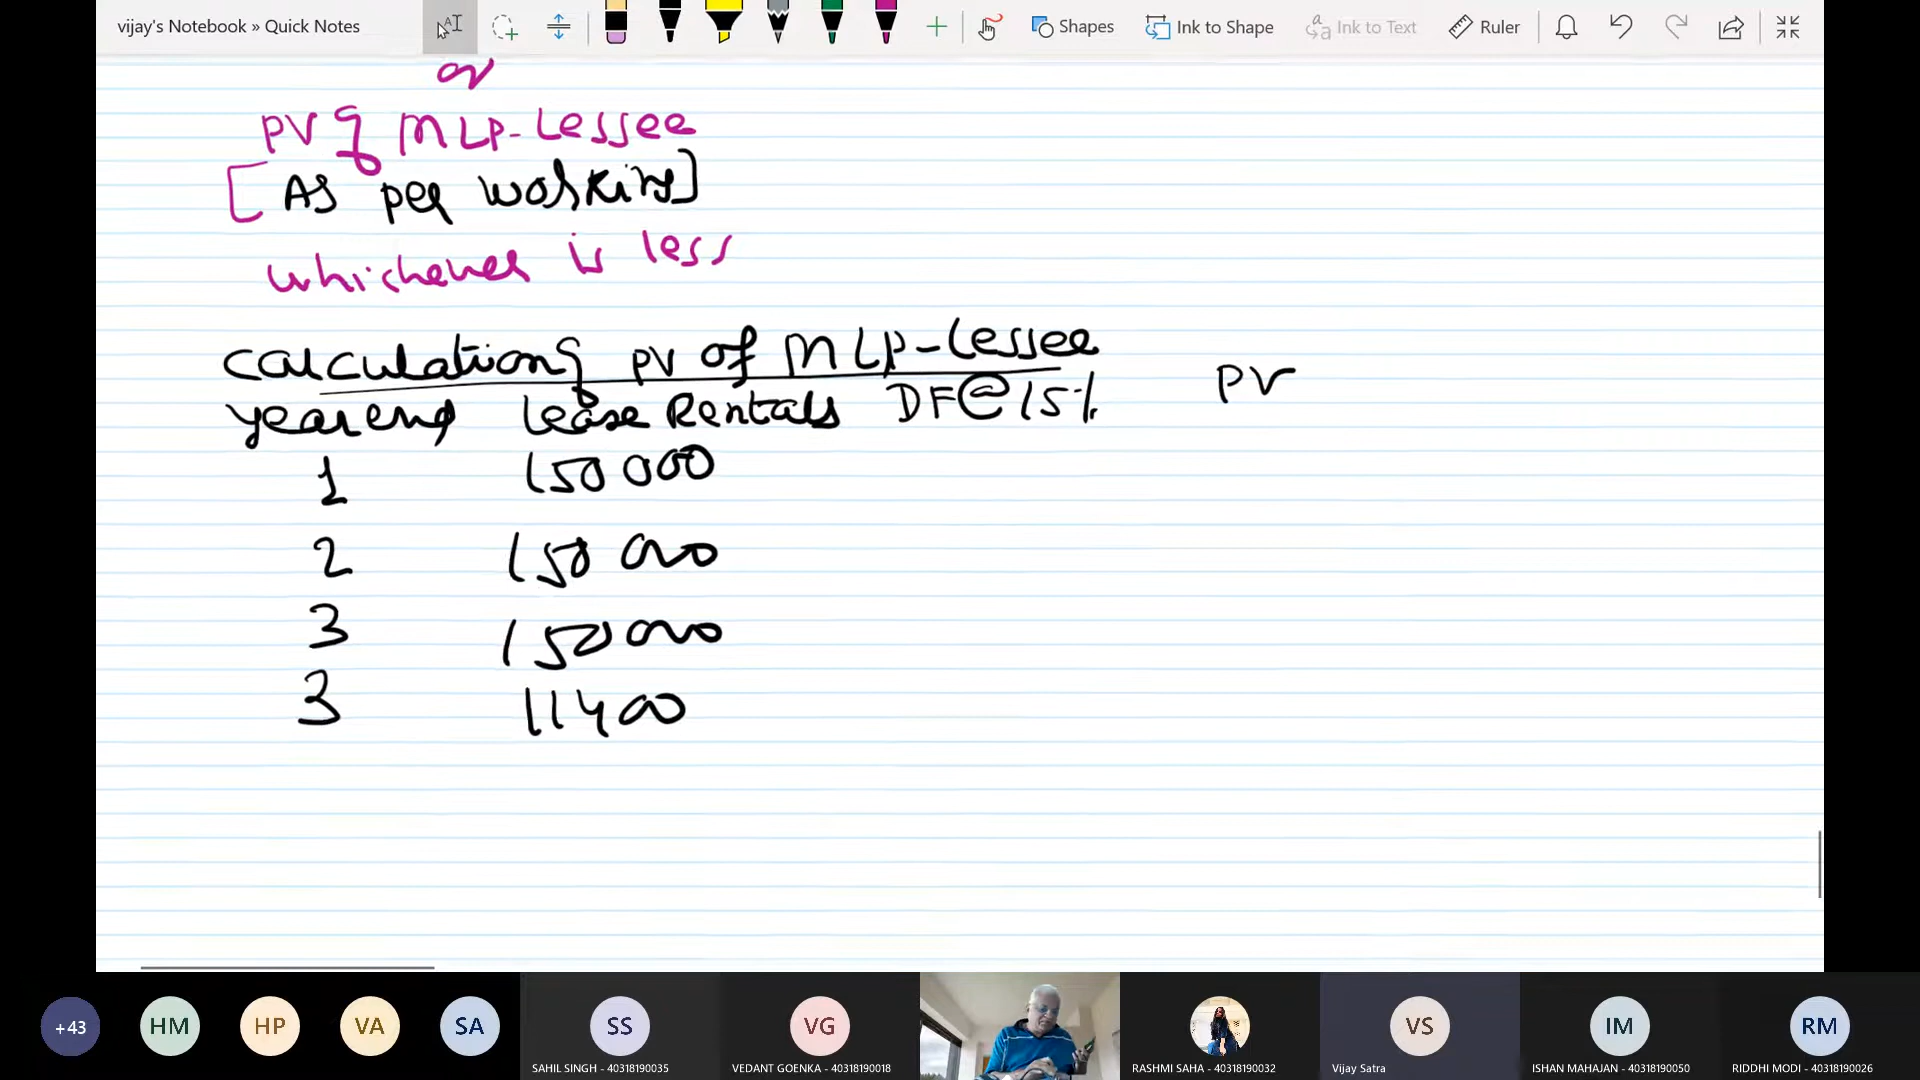 vijay's Notebook » Quick Notes
Shapes
Ink to Shape
Ink to Text
Ruler
or
PV of MLP-Lessee
[As per working]
whichever is less
Calculation of PV of MLP-Lessee
Year end Lease Rentals DF@15% PV
1 150000
2 150000
3 150000
3 11400
+43
HM
HP
VA
SA
SS
VG
VS
IM
RM
SAHIL SINGH - 40318190035
VEDANT GOENKA - 40318190018
RASHMI SAHA - 40318190032
Vijay Satra
ISHAN MAHAJAN - 40318190050
RIDDHI MODI - 40318190026